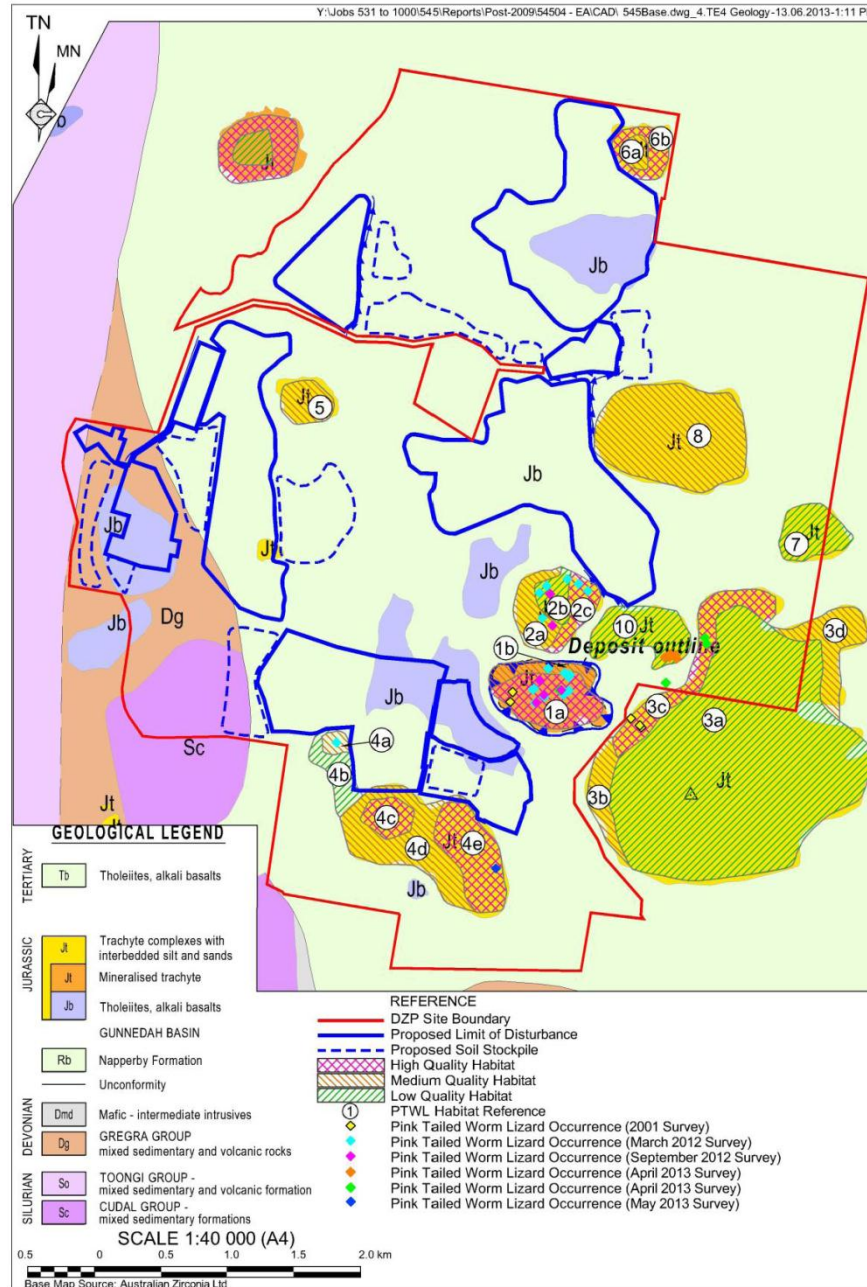 Y:\Jobs 531 to 1000\545\Reports\Post-2009\54504 - EA\CAD\ 545Base.dwg_4.TE4 Geology-13.06.2013-1:11 P
TN
MN
Jt
6a
6b
Jt
Jb
Jt
5
8
Jt
Jb
Jb
Jt
7
Jt
Jb
Jb
Dg
2b
2c
2a
10
Jt
3d
1b
Deposit outline
Jt
1a
3c
3a
Jb
Sc
4a
4b
3b
Jt
Jt
4c
Jt
4e
4d
Jb
GEOLOGICAL LEGEND
TERTIARY
Tb Tholeiites, alkali basalts
JURASSIC
Jt Trachyte complexes with interbedded silt and sands
Jt Mineralised trachyte
Jb Tholeiites, alkali basalts
GUNNEDAH BASIN
Rb Napperby Formation
Unconformity
DEVONIAN
Dmd Mafic - intermediate intrusives
Dg GREGRA GROUP
mixed sedimentary and volcanic rocks
SILURIAN
So TOONGI GROUP -
mixed sedimentary and volcanic formation
Sc CUDAL GROUP -
mixed sedimentary formations
REFERENCE
DZP Site Boundary
Proposed Limit of Disturbance
Proposed Soil Stockpile
High Quality Habitat
Medium Quality Habitat
Low Quality Habitat
1 PTWL Habitat Reference
Pink Tailed Worm Lizard Occurrence (2001 Survey)
Pink Tailed Worm Lizard Occurrence (March 2012 Survey)
Pink Tailed Worm Lizard Occurrence (September 2012 Survey)
Pink Tailed Worm Lizard Occurrence (April 2013 Survey)
Pink Tailed Worm Lizard Occurrence (April 2013 Survey)
Pink Tailed Worm Lizard Occurrence (May 2013 Survey)
SCALE 1:40 000 (A4)
0.5 0 0.5 1.0 1.5 2.0 km
Base Map Source: Australian Zirconia Ltd